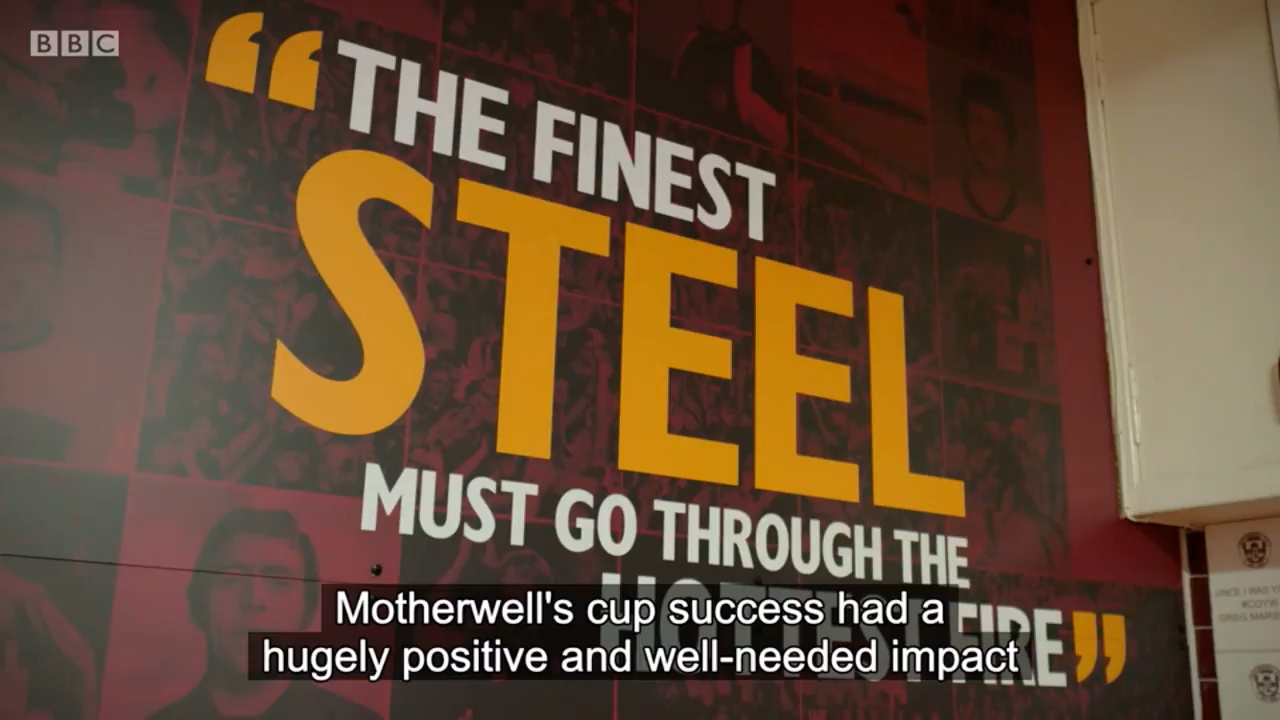 BBC
“THE FINEST
STEEL
MUST GO THROUGH THE
HOTTEST FIRE”
Motherwell's cup success had a
hugely positive and well-needed impact